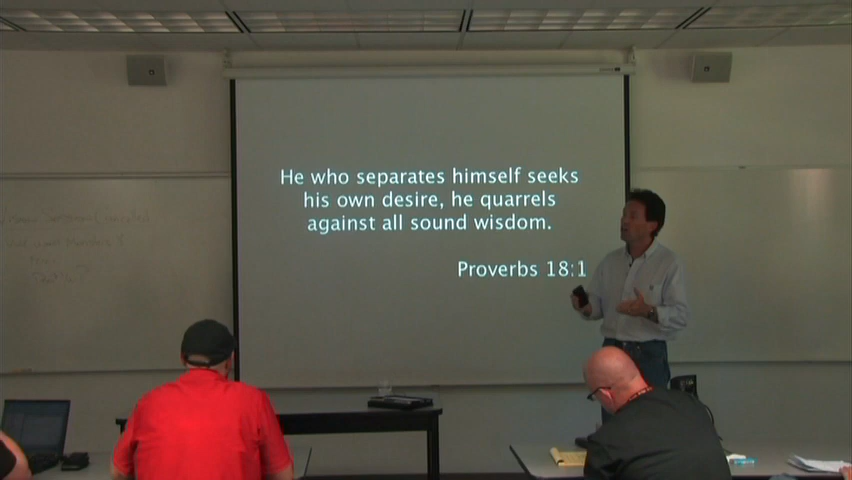 He who separates himself seeks
his own desire, he quarrels
against all sound wisdom.
Proverbs 18:1